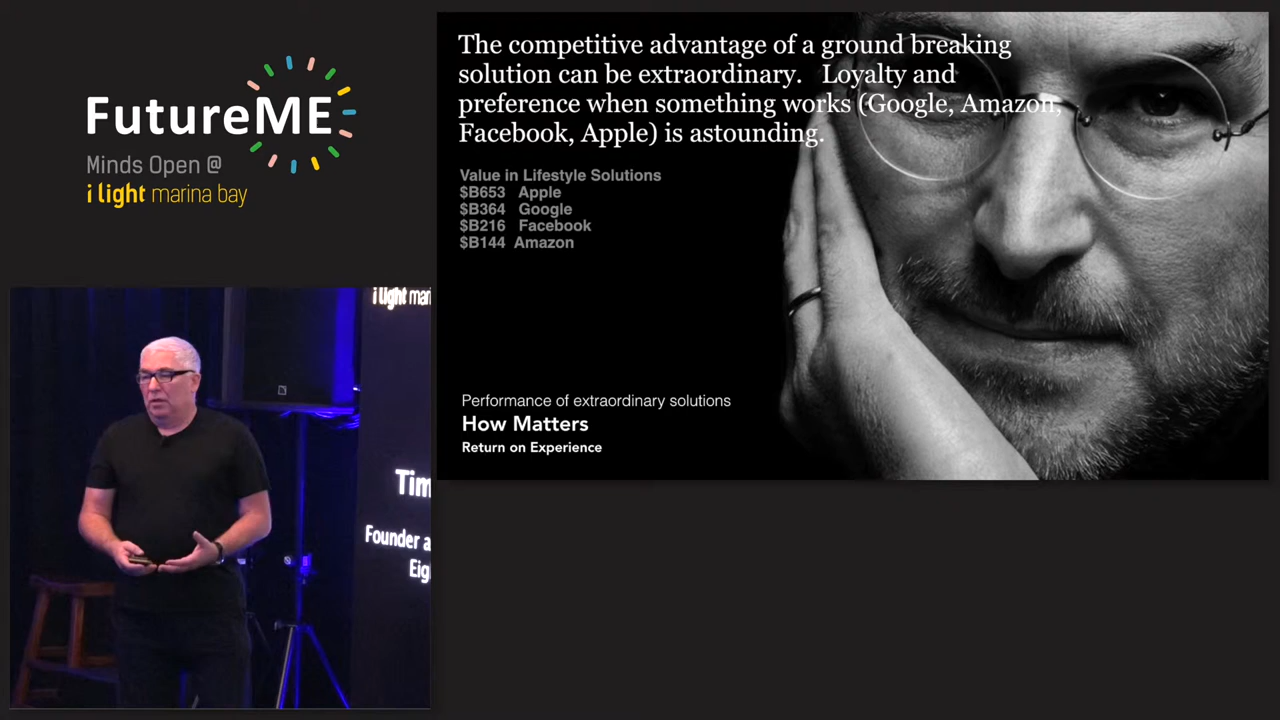 FutureME
Minds Open @
i light marina bay
The competitive advantage of a ground breaking
solution can be extraordinary. Loyalty and
preference when something works (Google, Amazon,
Facebook, Apple) is astounding.
Value in Lifestyle Solutions
$B653 Apple
$B364 Google
$B216 Facebook
$B144 Amazon
Performance of extraordinary solutions
How Matters
Return on Experience
i light mar
Tim
Founder a
Eig